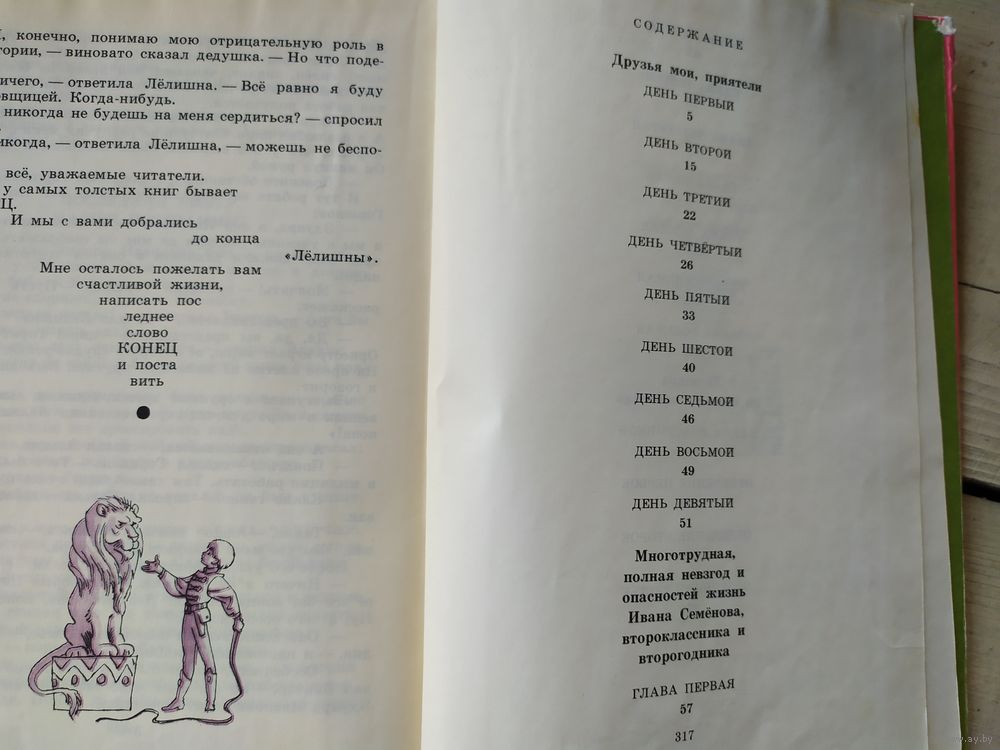 , конечно, понимаю мою отрицательную роль в
тории, — виновато сказал дедушка. — Но что поде-
ичего, — ответила Лёлишна. — Всё равно я буду
овщицей. Когда-нибудь.
никогда не будешь на меня сердиться? — спросил
икогда, — ответила Лёлишна, — можешь не беспо-
всё, уважаемые читатели.
у самых толстых книг бывает
Ц.
И мы с вами добрались
до конца
«Лёлишны».
Мне осталось пожелать вам
счастливой жизни,
написать пос
леднее
слово
КОНЕЦ
и поста
вить
СОДЕРЖАНИЕ
Друзья мои, приятели
ДЕНЬ ПЕРВЫЙ
5
ДЕНЬ ВТОРОЙ
15
ДЕНЬ ТРЕТИЙ
22
ДЕНЬ ЧЕТВЁРТЫЙ
26
ДЕНЬ ПЯТЫЙ
33
ДЕНЬ ШЕСТОЙ
40
ДЕНЬ СЕДЬМОЙ
46
ДЕНЬ ВОСЬМОЙ
49
ДЕНЬ ДЕВЯТЫЙ
51
Многотрудная,
полная невзгод и
опасностей жизнь
Ивана Семёнова,
второклассника и
второгодника
ГЛАВА ПЕРВАЯ
57
317